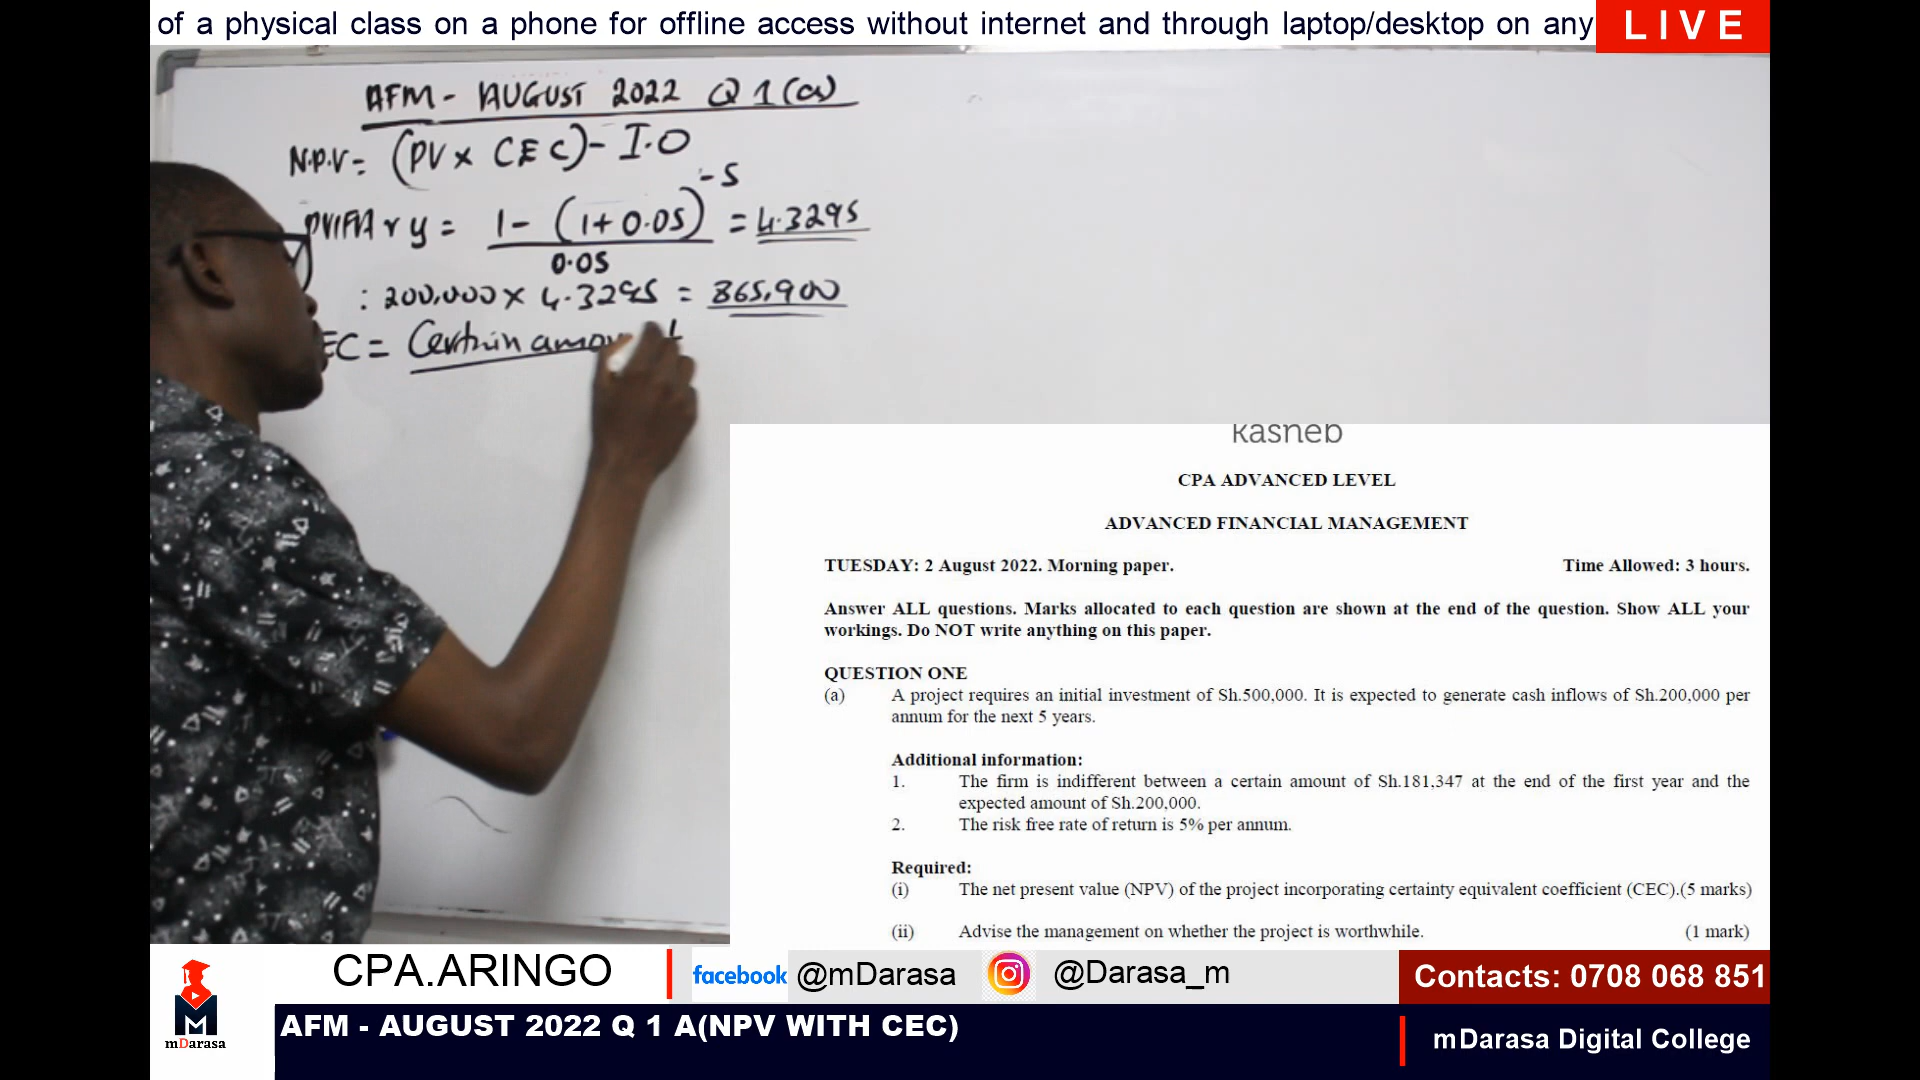 of a physical class on a phone for offline access without internet and through laptop/desktop on any
LIVE
AFM - AUGUST 2022 Q 1 (a)
N.P.V = (PV x CEC) - I.O
PVIFA r y = 1 - (1 + 0.05)^-5 = 4.3295
0.05
: 200,000 x 4.3295 = 865,900
EC = Certain amount
kasneb
CPA ADVANCED LEVEL
ADVANCED FINANCIAL MANAGEMENT
TUESDAY: 2 August 2022. Morning paper. Time Allowed: 3 hours.
Answer ALL questions. Marks allocated to each question are shown at the end of the question. Show ALL your
workings. Do NOT write anything on this paper.
QUESTION ONE
(a) A project requires an initial investment of Sh.500,000. It is expected to generate cash inflows of Sh.200,000 per
annum for the next 5 years.
Additional information:
1. The firm is indifferent between a certain amount of Sh.181,347 at the end of the first year and the
expected amount of Sh.200,000.
2. The risk free rate of return is 5% per annum.
Required:
(i) The net present value (NPV) of the project incorporating certainty equivalent coefficient (CEC).(5 marks)
(ii) Advise the management on whether the project is worthwhile. (1 mark)
CPA.ARINGO
facebook @mDarasa
@Darasa_m
Contacts: 0708 068 851
M
mDarasa
AFM - AUGUST 2022 Q 1 A(NPV WITH CEC)
mDarasa Digital College